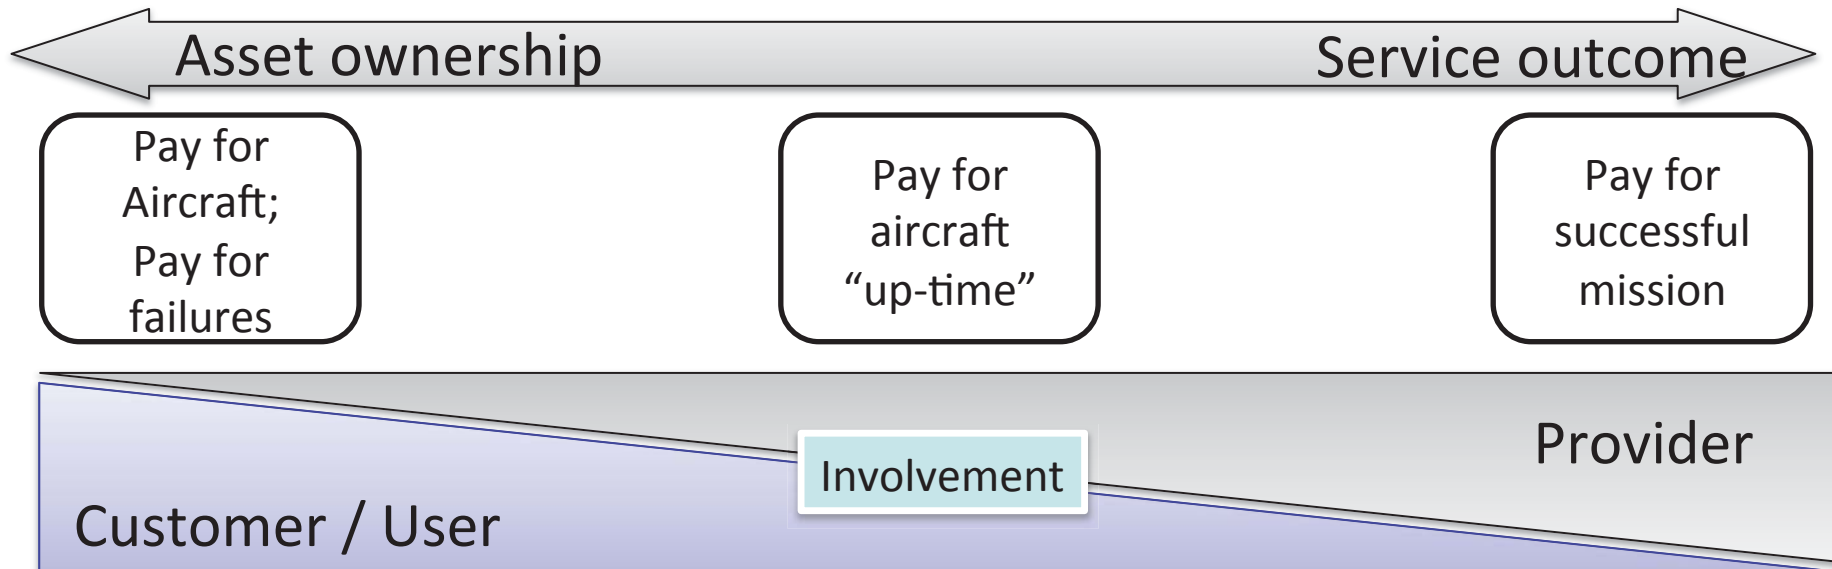 Asset ownership
Service outcome
Pay for
Aircraft;
Pay for
failures
Pay for
aircraft
“up-time”
Pay for
successful
mission
Provider
Involvement
Customer / User